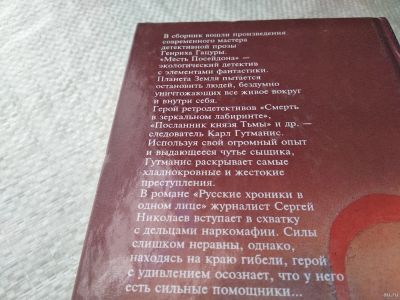 В сборник вошли произведения
современного мастера
детективной прозы
Генриха Гацуры.
«Месть Посейдона» —
экологический детектив
с элементами фантастики.
Планета Земля пытается
остановить людей, бездумно
уничтожающих все живое вокруг
и внутри себя.
Герой ретродетективов «Смерть
в зеркальном лабиринте»,
«Посланник князя Тьмы» и др. —
следователь Карл Гутманис.
Используя свой огромный опыт
и выдающееся чутье сыщика,
Гутманис раскрывает самые
хладнокровные и жестокие
преступления.
В романе «Русские хроники в
одном лице» журналист Сергей
Николаев вступает в схватку
с дельцами наркомафии. Силы
слишком неравны, однако,
находясь на краю гибели, герой
с удивлением осознает, что у него
есть сильные помощники...
au.ru